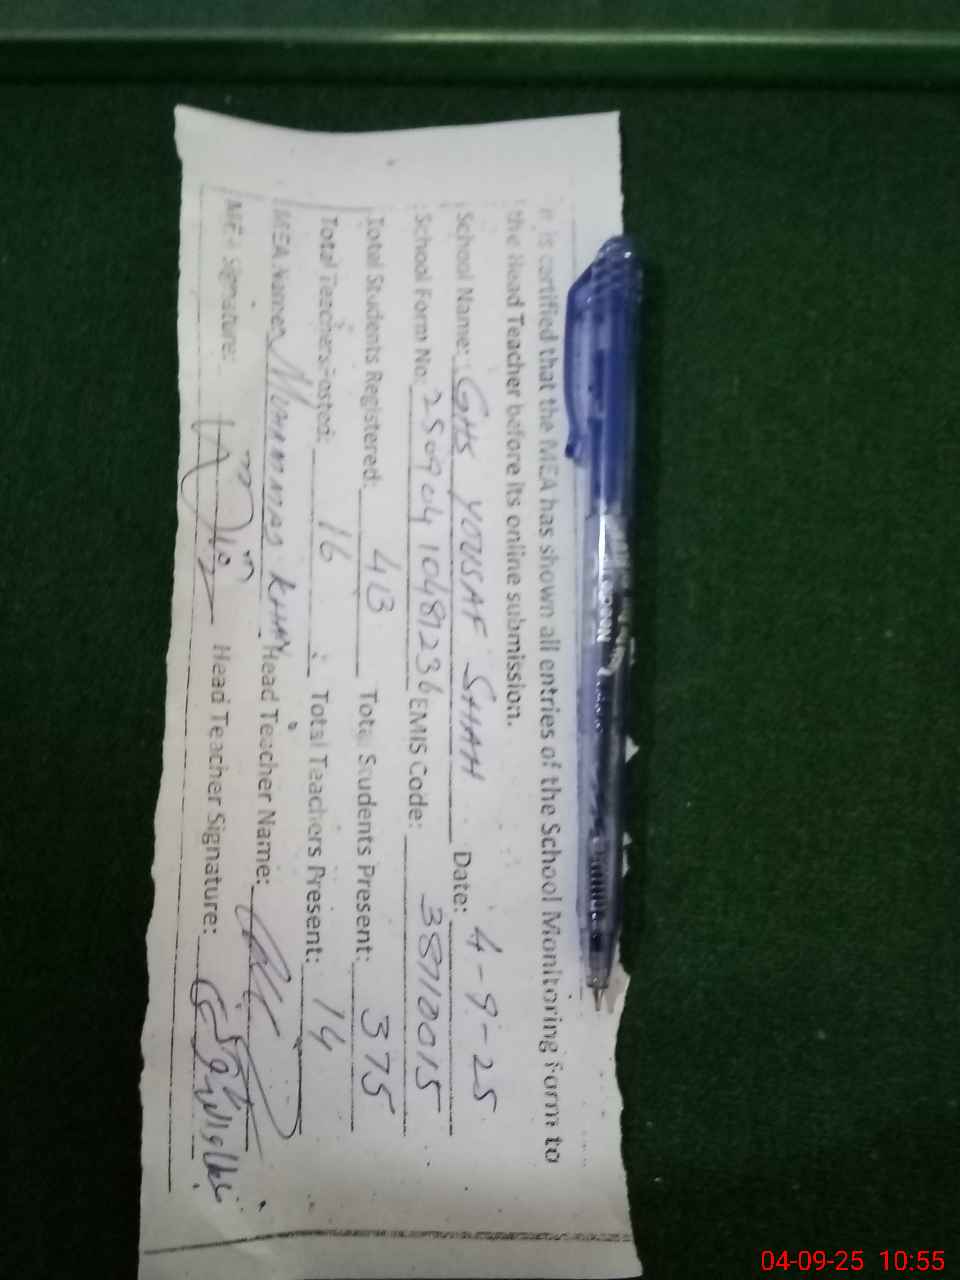 It is certified that the MEA has shown all entries of the School Monitoring Form to
the Head Teacher before its online submission.
School Name: GHS YOUSAF SHAH Date: 4-9-25
School Form No: 25090410481236 EMIS Code: 38710015
Total Students Registered: 413 Total Students Present: 375
Total Teachers Posted: 16 Total Teachers Present: 14
MEA Name: KHAN Head Teacher Name:
MEA Signature: Head Teacher Signature:
04-09-25 10:55